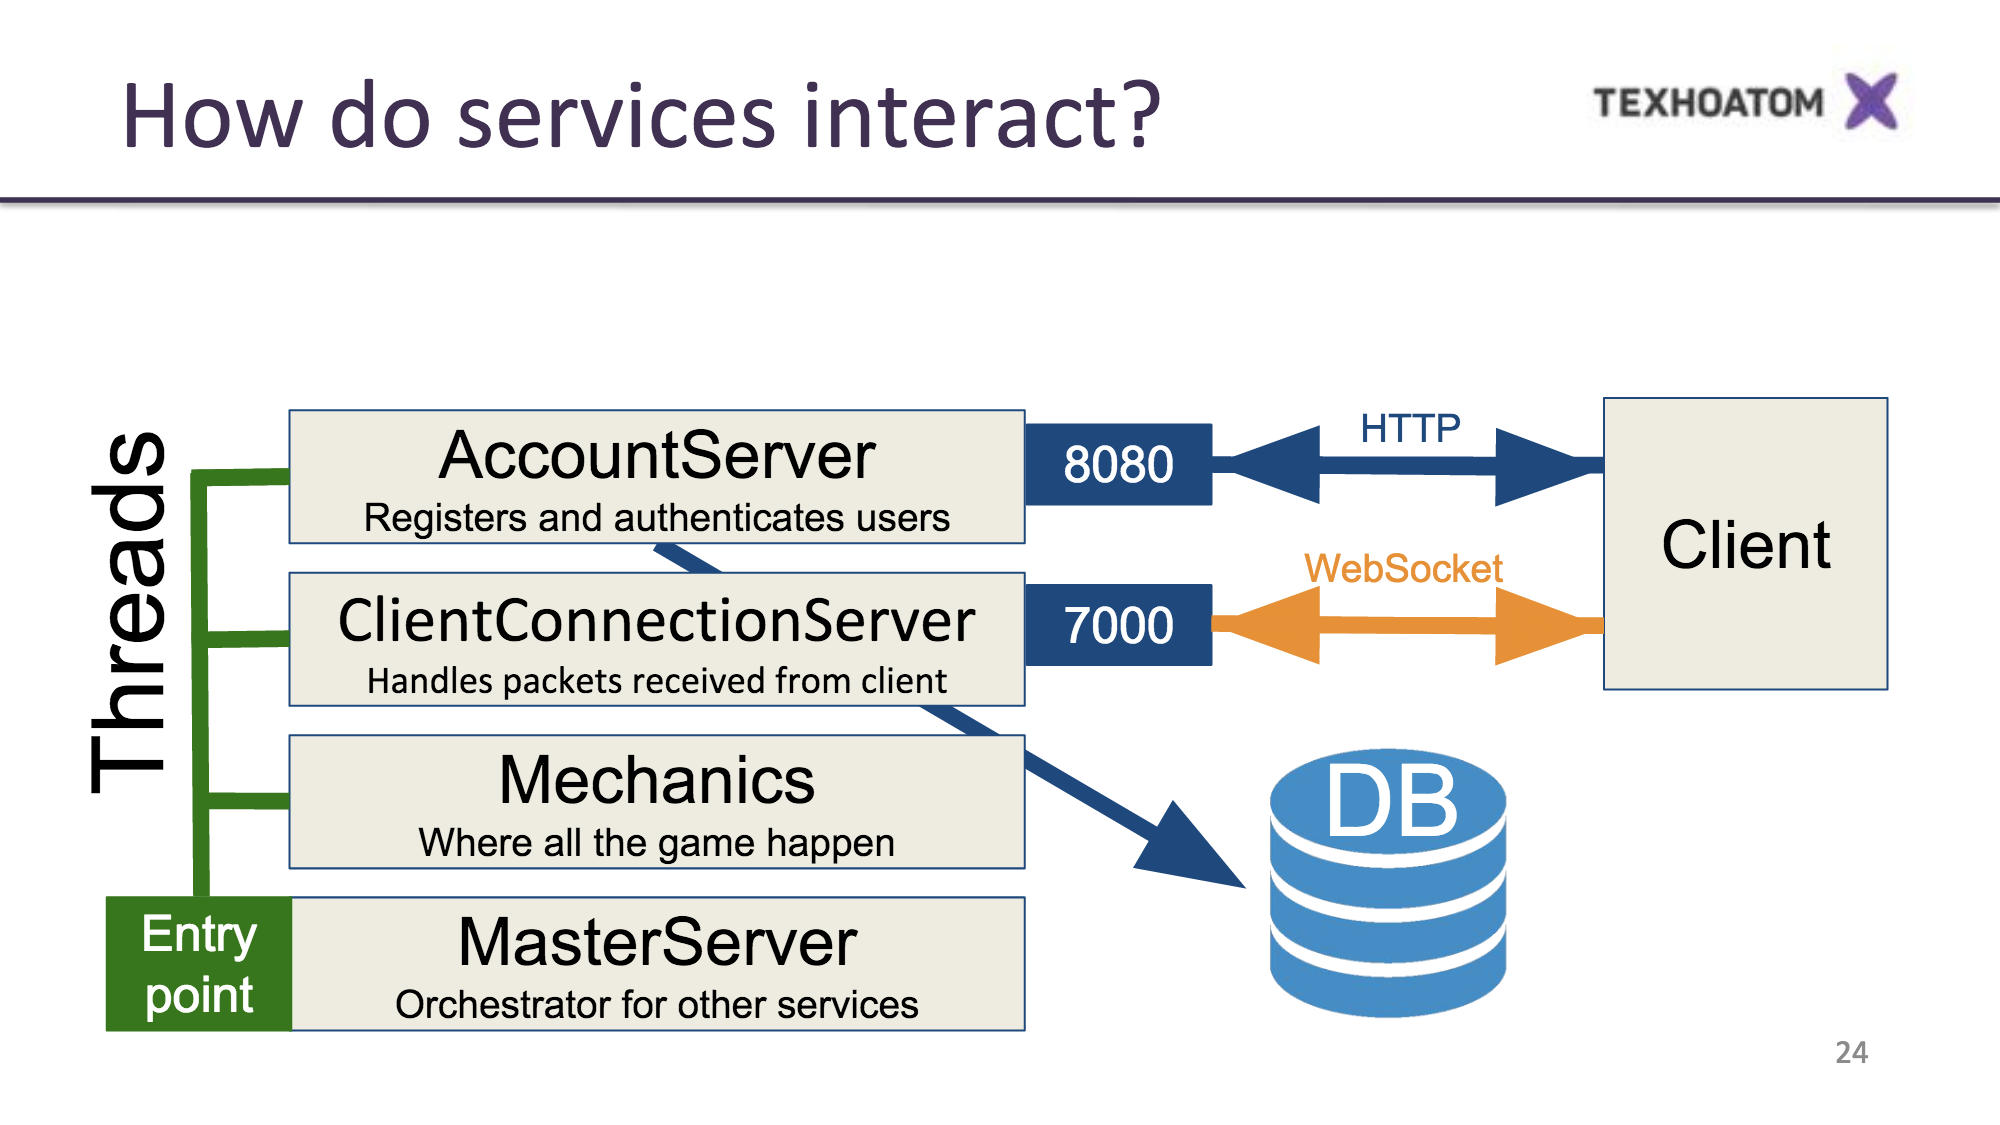 How do services interact?
ТЕХНОАТОМ
Threads
AccountServer
Registers and authenticates users
8080
HTTP
Client
ClientConnectionServer
Handles packets received from client
7000
WebSocket
Mechanics
Where all the game happen
DB
Entry
point
MasterServer
Orchestrator for other services
24